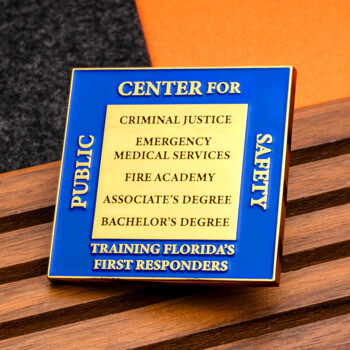 CENTER FOR
PUBLIC
SAFETY
CRIMINAL JUSTICE
EMERGENCY
MEDICAL SERVICES
FIRE ACADEMY
ASSOCIATE'S DEGREE
BACHELOR'S DEGREE
TRAINING FLORIDA'S
FIRST RESPONDERS